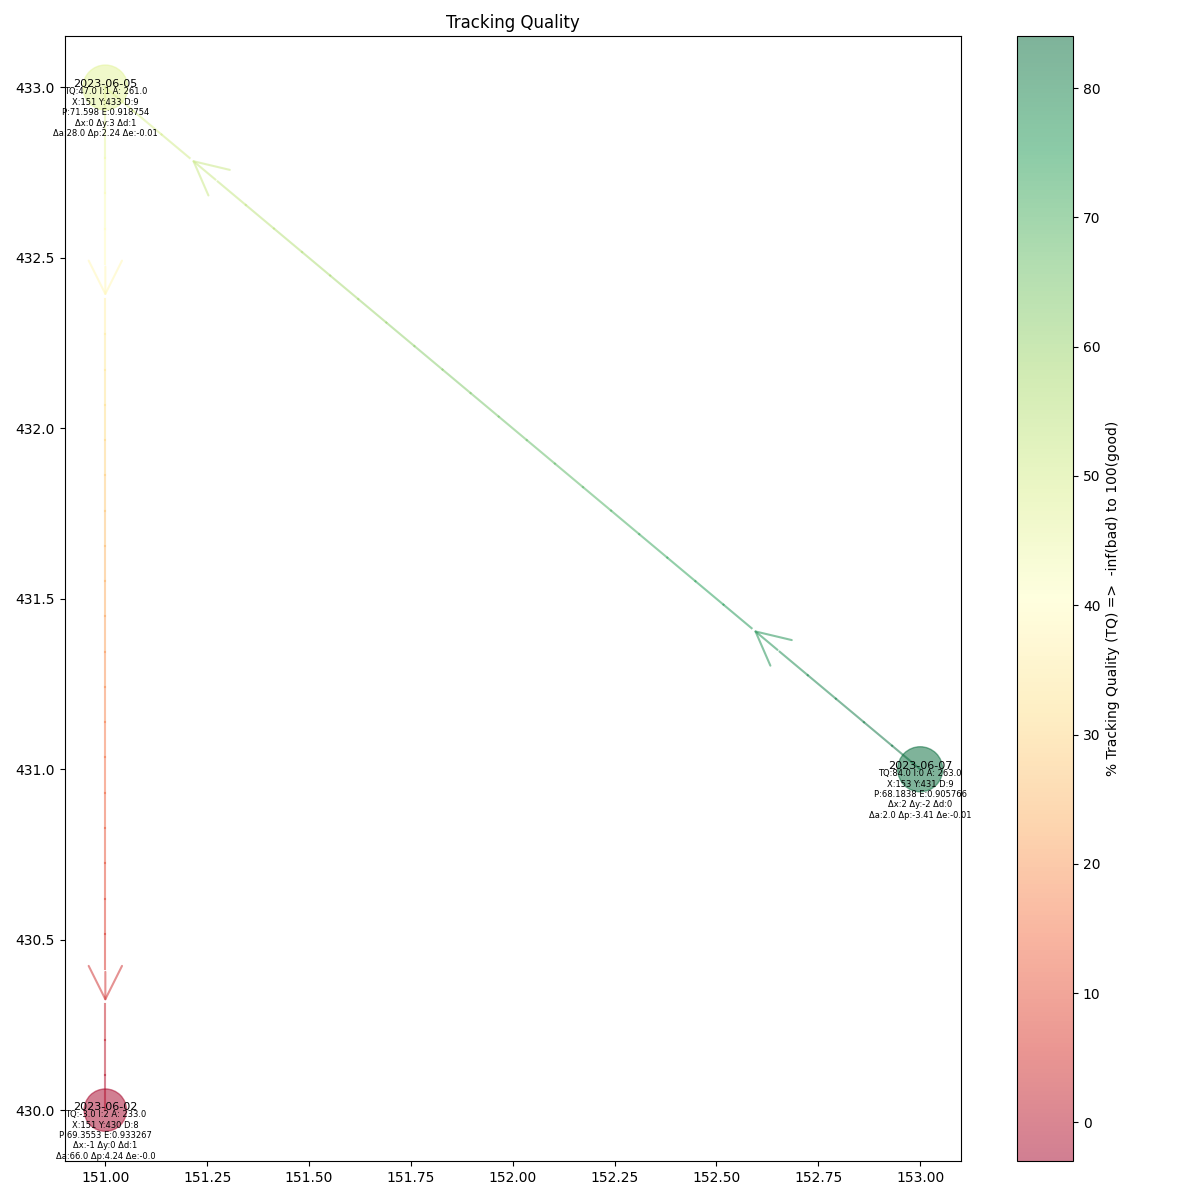 Tracking Quality
433.0
432.5
432.0
431.5
431.0
430.5
430.0
2023-06-05
TQ:47.0 I:1 A: 261.0
X:151 Y:433 D:9
P:71.598 E:0.918754
Δx:0 Δy:3 Δd:1
Δa:28.0 Δp:2.24 Δe:-0.01
2023-06-07
TQ:84.0 I:0 A: 263.0
X:153 Y:431 D:9
P:68.1838 E:0.905766
Δx:2 Δy:-2 Δd:0
Δa:2.0 Δp:-3.41 Δe:-0.01
2023-06-02
TQ:-3.0 I:2 A: 233.0
X:151 Y:430 D:8
P:69.3553 E:0.933267
Δx:-1 Δy:0 Δd:1
Δa:66.0 Δp:4.24 Δe:-0.0
151.00 151.25 151.50 151.75 152.00 152.25 152.50 152.75 153.00
80
70
60
50
40
30
20
10
0
% Tracking Quality (TQ) => -inf(bad) to 100(good)